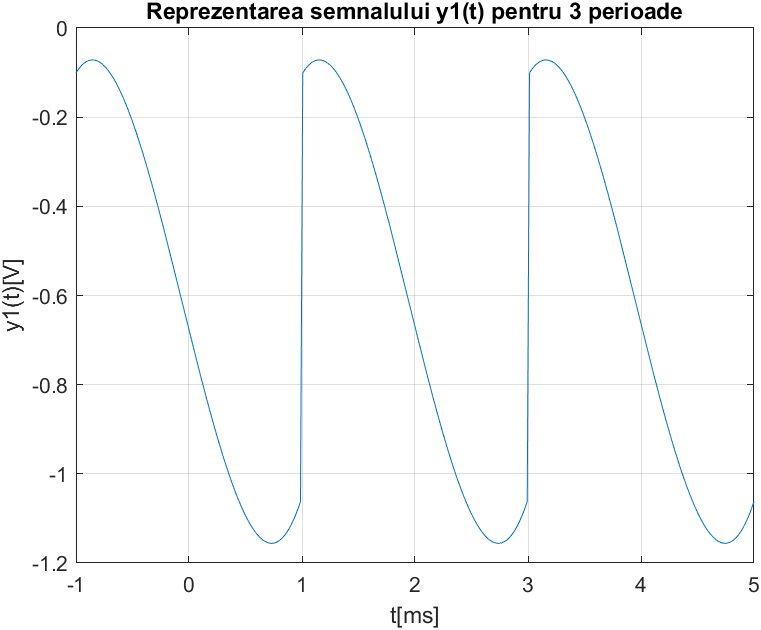 Reprezentarea semnalului y1(t) pentru 3 perioade
0
-0.2
-0.4
-0.6
-0.8
-1
-1.2
y1(t)[V]
-1 0 1 2 3 4 5
t[ms]